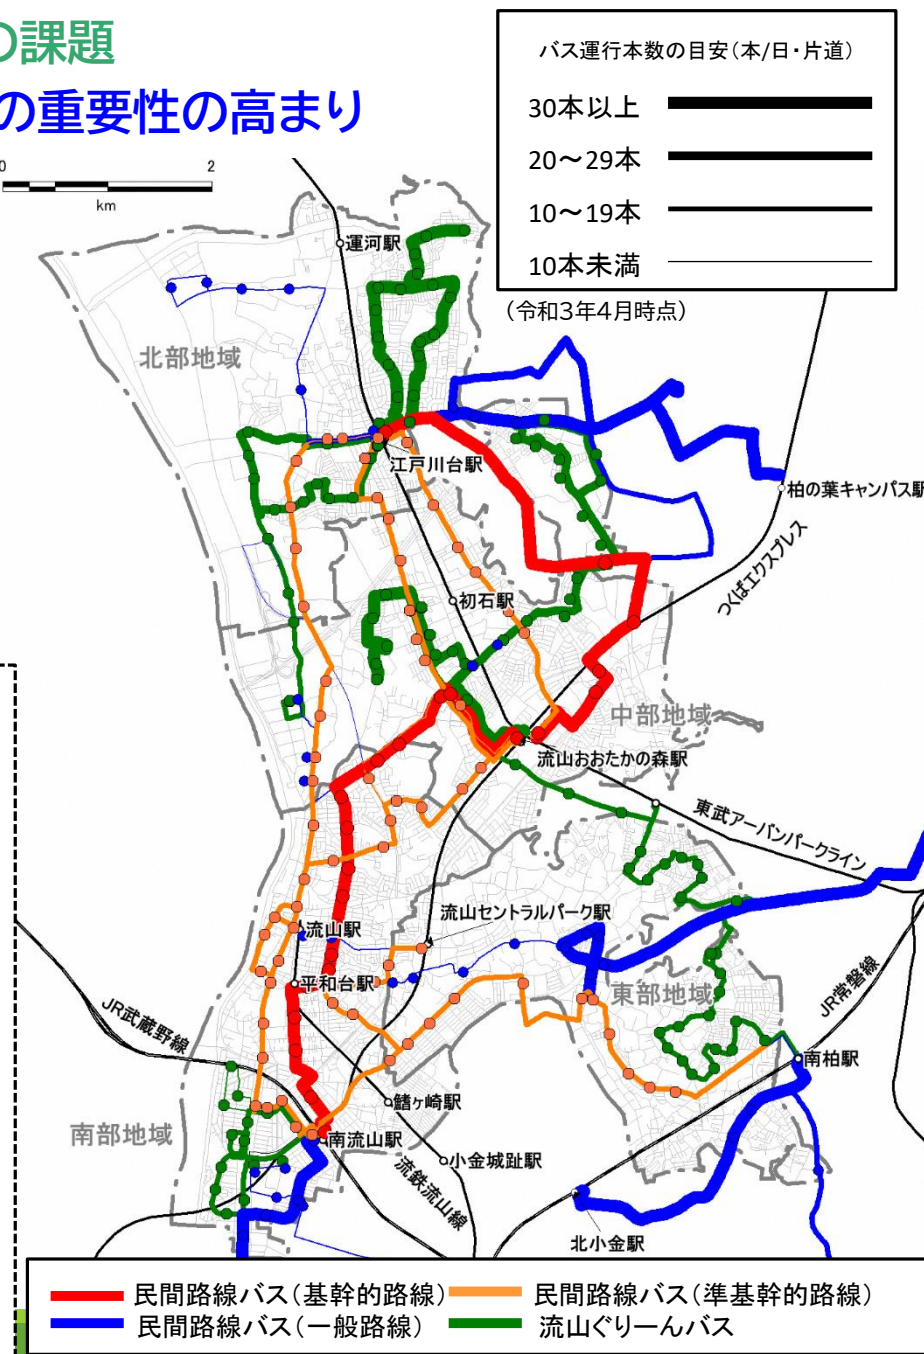 の課題
の重要性の高まり
バス運行本数の目安(本/日・片道)
30本以上
20～29本
10～19本
10本未満
(令和3年4月時点)
0 2
km
運河駅
北部地域
江戸川台駅
柏の葉キャンパス駅
つくばエクスプレス
初石駅
中部地域
流山おおたかの森駅
東武アーバンパークライン
流山セントラルパーク駅
流山駅
平和台駅
東部地域
JR常磐線
JR武蔵野線
南柏駅
鰭ヶ崎駅
南部地域
南流山駅
小金城趾駅
流鉄流山線
北小金駅
民間路線バス(基幹的路線)
民間路線バス(準基幹的路線)
民間路線バス(一般路線)
流山ぐりーんバス